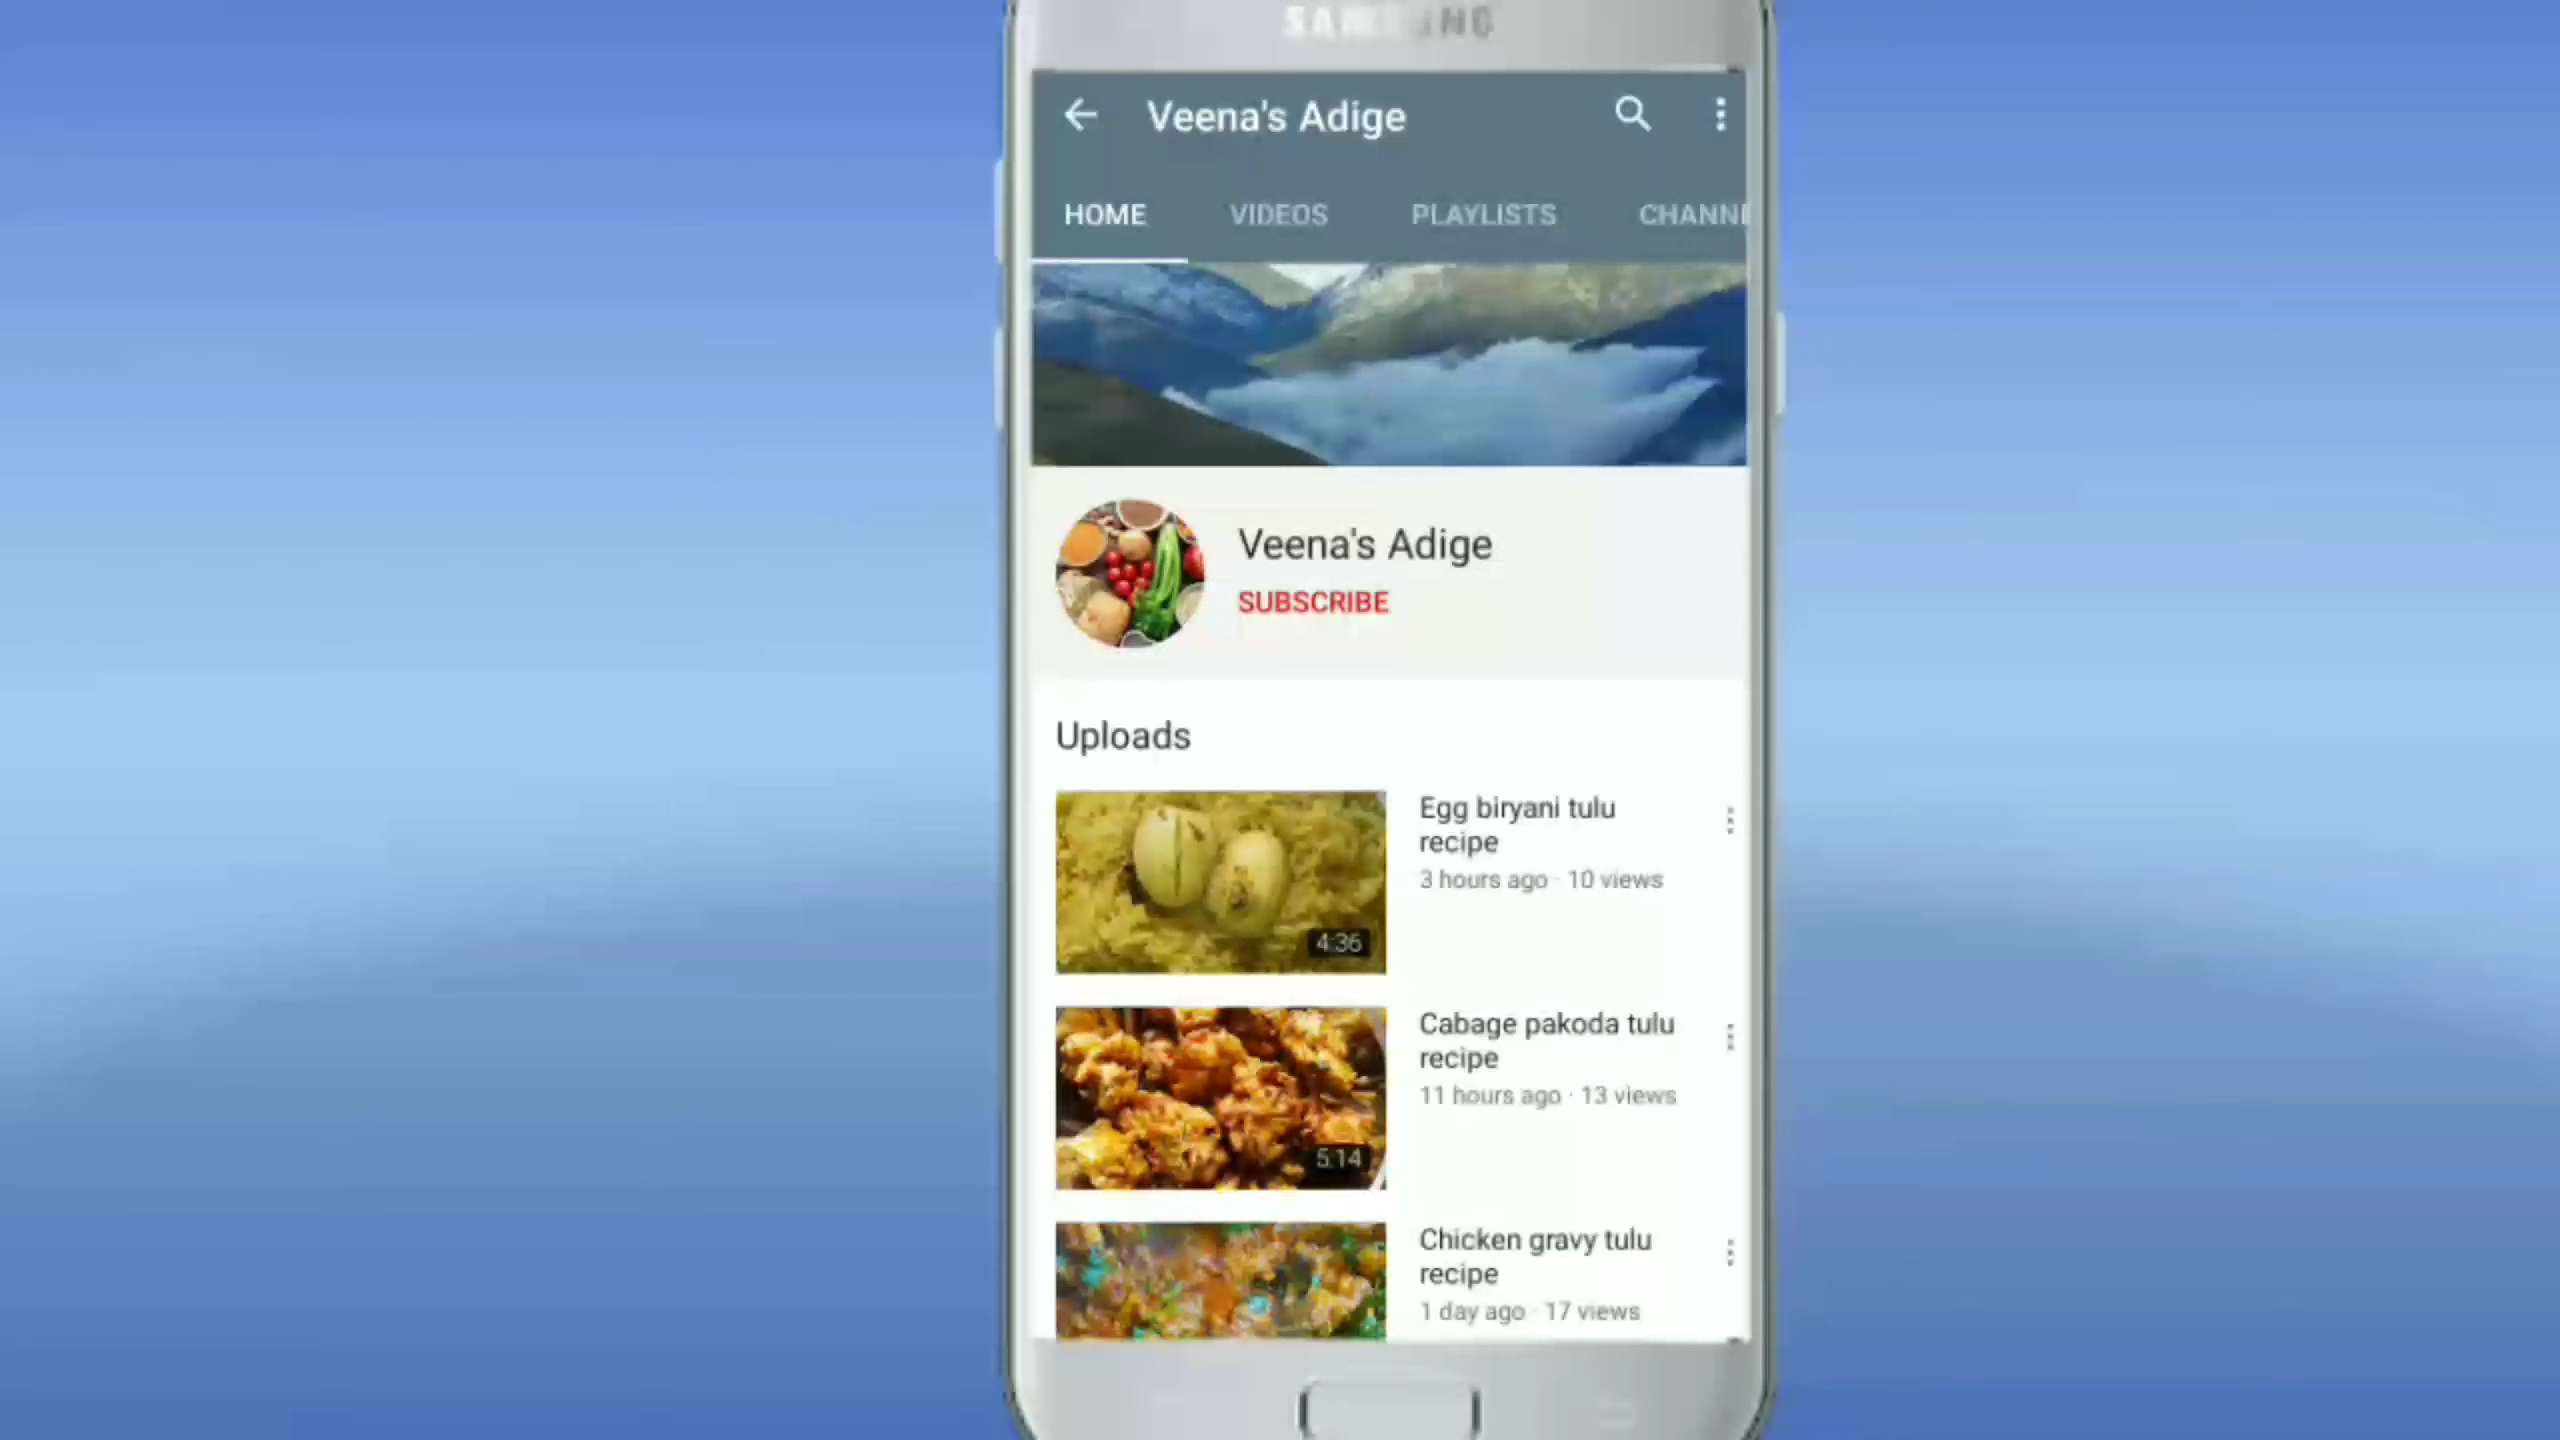 SAMSUNG
Veena's Adige
HOME VIDEOS PLAYLISTS CHANN
Veena's Adige
SUBSCRIBE
Uploads
Egg biryani tulu
recipe
3 hours ago · 10 views
4:36
Cabage pakoda tulu
recipe
11 hours ago · 13 views
5:14
Chicken gravy tulu
recipe
1 day ago · 17 views